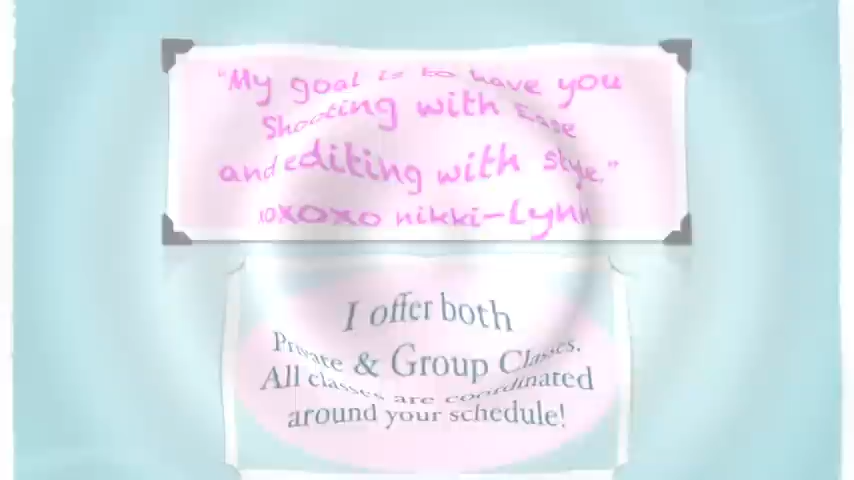 "My goal is to have you
Shooting with Ease
and editing with style."
xoxoxo nikki-Lynn
I offer both
Private & Group Classes.
All classes are coordinated
around your schedule!